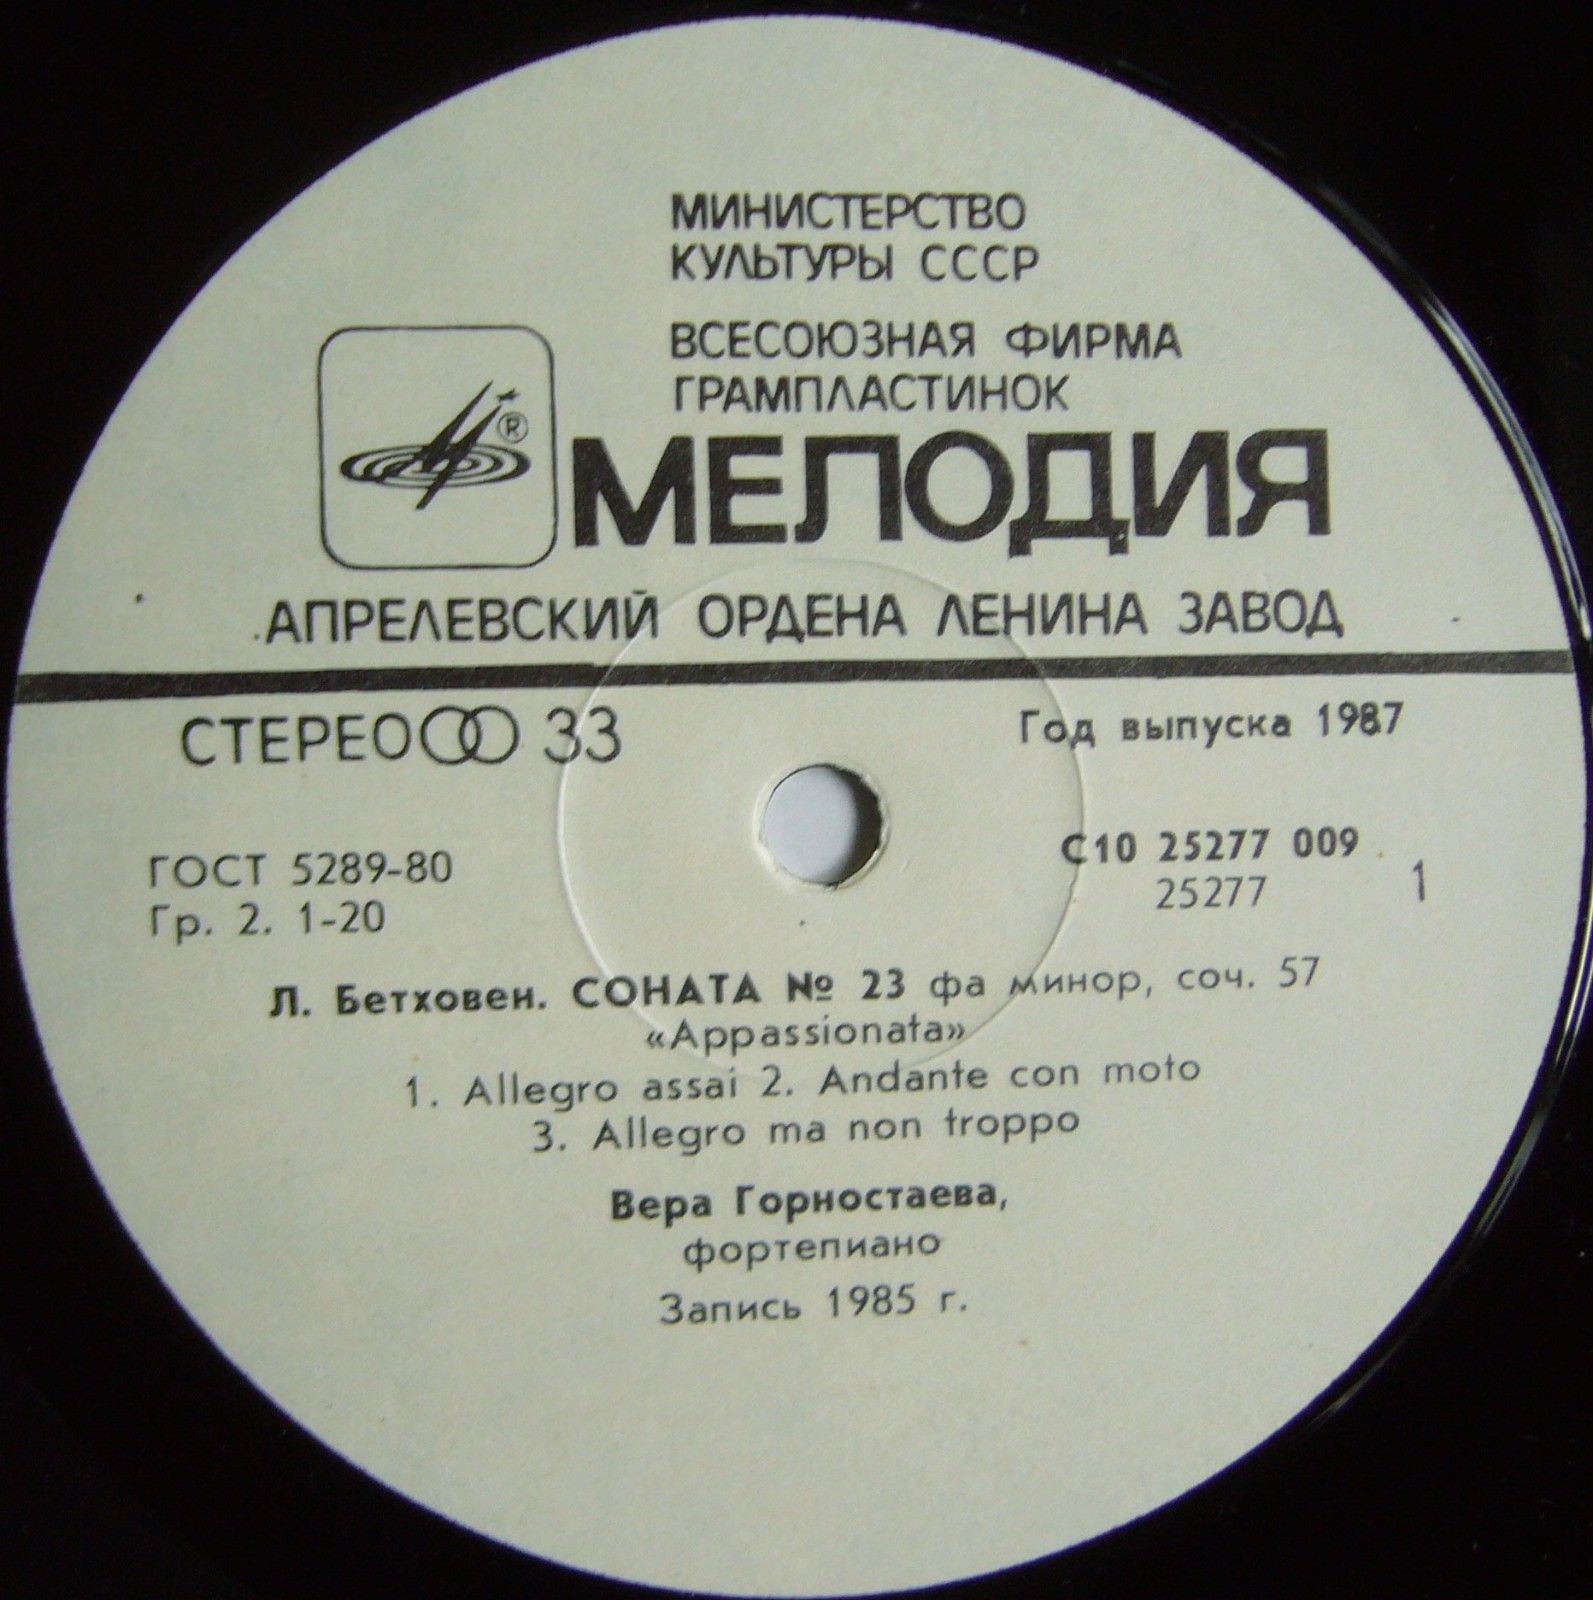 МИНИСТЕРСТВО
КУЛЬТУРЫ СССР
ВСЕСОЮЗНАЯ ФИРМА
ГРАМПЛАСТИНОК
®
МЕЛОДИЯ
АПРЕЛЕВСКИЙ ОРДЕНА ЛЕНИНА ЗАВОД
СТЕРЕО 33
Год выпуска 1987
ГОСТ 5289-80
Гр. 2. 1-20
С10 25277 009
25277
1
Л. Бетховен. СОНАТА № 23 фа минор, соч. 57
«Appassionata»
1. Allegro assai 2. Andante con moto
3. Allegro ma non troppo
Вера Горностаева,
фортепиано
Запись 1985 г.